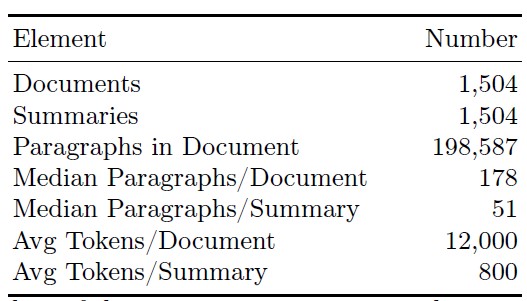 Element Number
Documents 1,504
Summaries 1,504
Paragraphs in Document 198,587
Median Paragraphs/Document 178
Median Paragraphs/Summary 51
Avg Tokens/Document 12,000
Avg Tokens/Summary 800